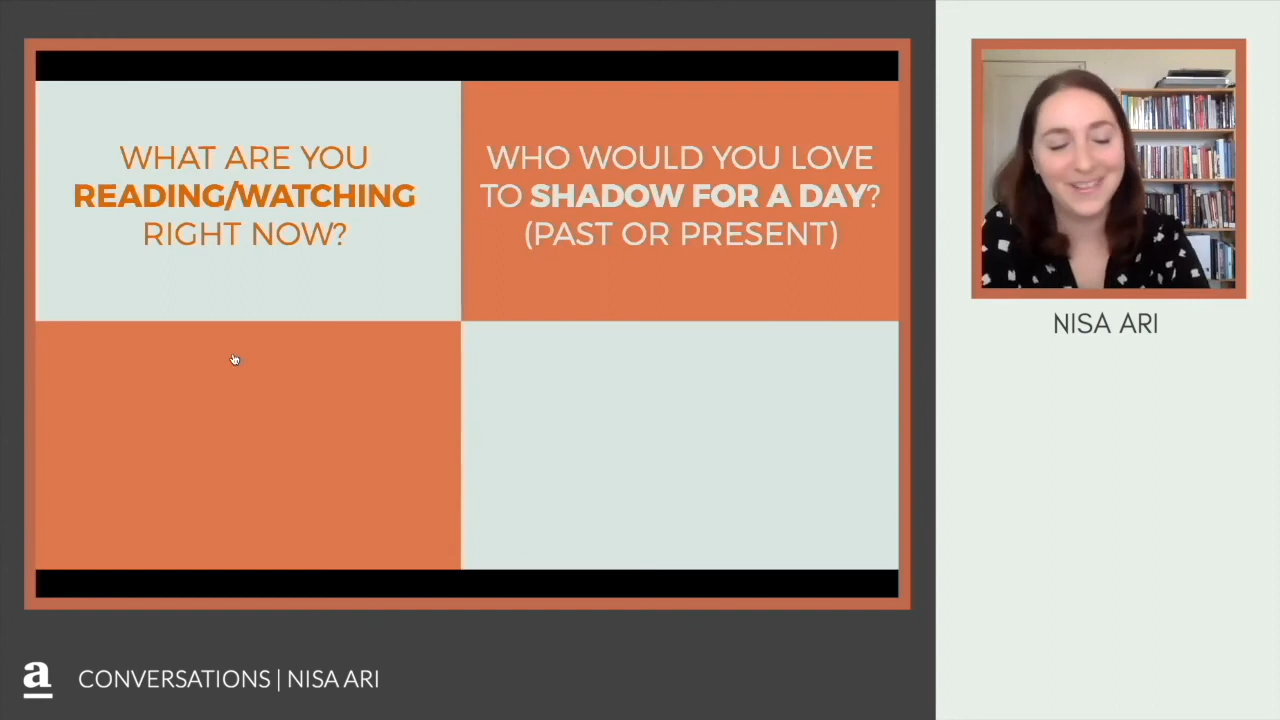 WHAT ARE YOU
READING/WATCHING
RIGHT NOW?
WHO WOULD YOU LOVE
TO SHADOW FOR A DAY?
(PAST OR PRESENT)
NISA ARI
a CONVERSATIONS | NISA ARI